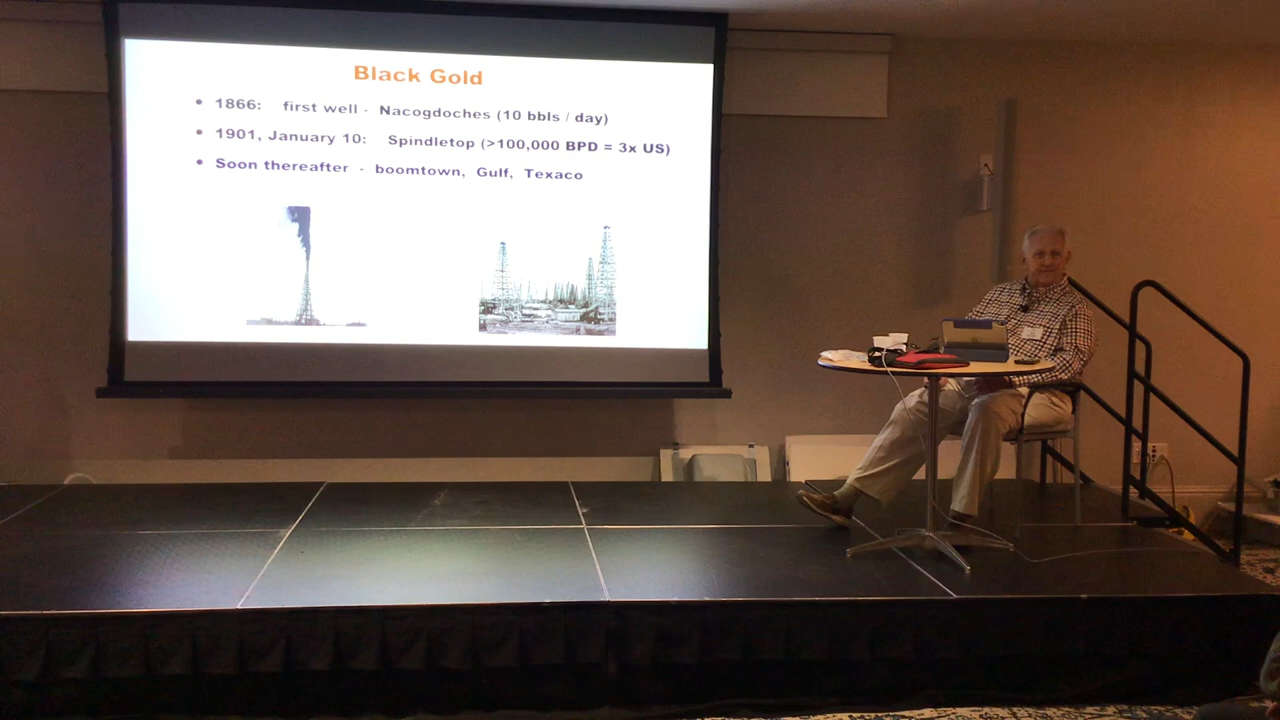 Black Gold
• 1866: first well - Nacogdoches (10 bbls / day)
• 1901, January 10: Spindletop (>100,000 BPD = 3x US)
• Soon thereafter - boomtown, Gulf, Texaco